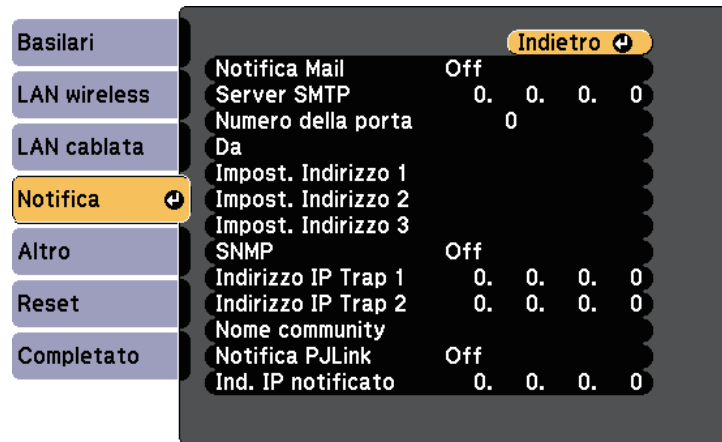 Basilari
LAN wireless
LAN cablata
Notifica
Altro
Reset
Completato
Indietro
Notifica Mail Off
Server SMTP 0. 0. 0. 0
Numero della porta 0
Da
Impost. Indirizzo 1
Impost. Indirizzo 2
Impost. Indirizzo 3
SNMP Off
Indirizzo IP Trap 1 0. 0. 0. 0
Indirizzo IP Trap 2 0. 0. 0. 0
Nome community
Notifica PJLink Off
Ind. IP notificato 0. 0. 0. 0